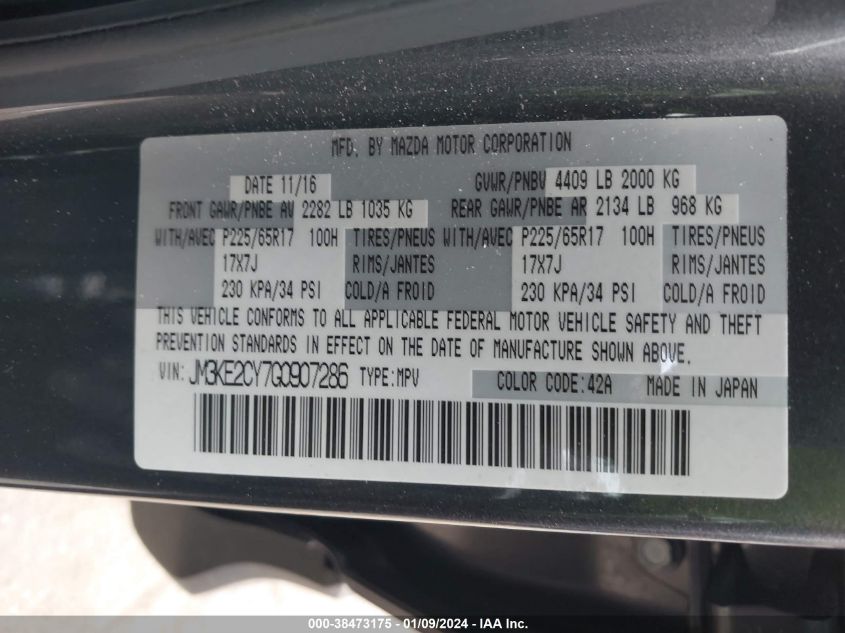 MFD. BY MAZDA MOTOR CORPORATION
DATE 11/16 GVWR/PNBV 4409 LB 2000 KG
FRONT GAWR/PNBE AV 2282 LB 1035 KG REAR GAWR/PNBE AR 2134 LB 968 KG
WITH/AVEC P225/65R17 100H TIRES/PNEUS WITH/AVEC P225/65R17 100H TIRES/PNEUS
17X7J RIMS/JANTES 17X7J RIMS/JANTES
230 KPA/34 PSI COLD/A FROID 230 KPA/34 PSI COLD/A FROID
THIS VEHICLE CONFORMS TO ALL APPLICABLE FEDERAL MOTOR VEHICLE SAFETY AND THEFT
PREVENTION STANDARDS IN EFFECT ON THE DATE OF MANUFACTURE SHOWN ABOVE.
VIN: JM3KE2CY7G0907286 TYPE:MPV COLOR CODE:42A MADE IN JAPAN
000-38473175 - 01/09/2024 - IAA Inc.